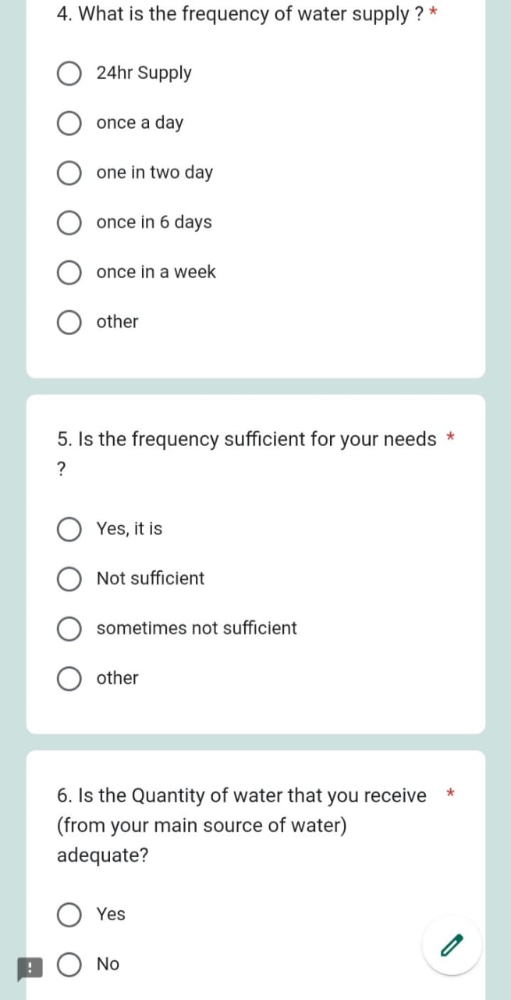 4. What is the frequency of water supply ? *
24hr Supply
once a day
one in two day
once in 6 days
once in a week
other
5. Is the frequency sufficient for your needs *
?
Yes, it is
Not sufficient
sometimes not sufficient
other
6. Is the Quantity of water that you receive *
(from your main source of water)
adequate?
Yes
No